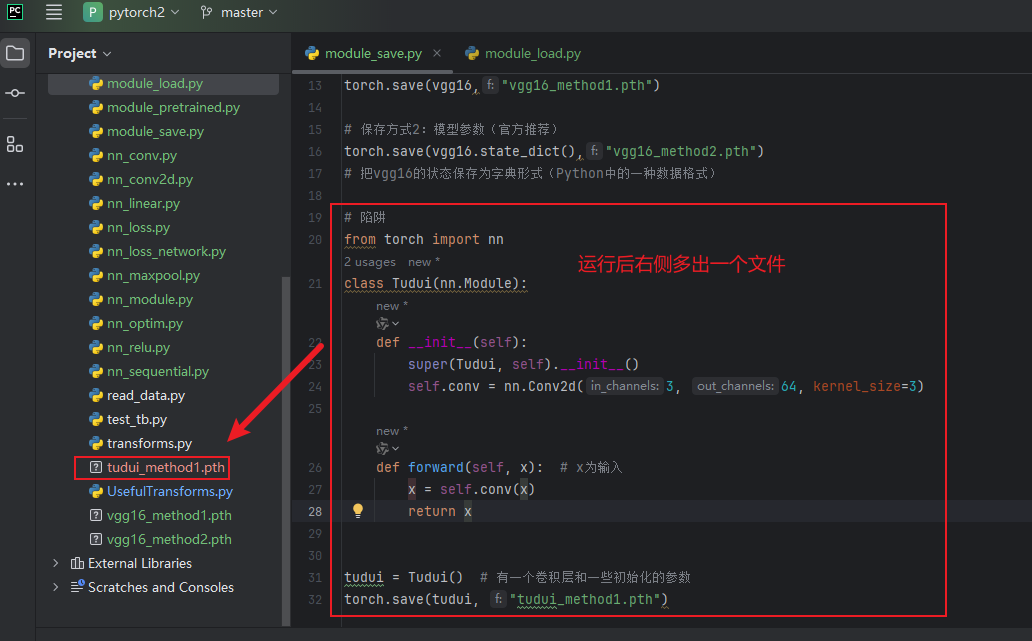 PC
P pytorch2 master
Project
module_load.py
module_pretrained.py
module_save.py
nn_conv.py
nn_conv2d.py
nn_linear.py
nn_loss.py
nn_loss_network.py
nn_maxpool.py
nn_module.py
nn_optim.py
nn_relu.py
nn_sequential.py
read_data.py
test_tb.py
transforms.py
tudui_method1.pth
UsefulTransforms.py
vgg16_method1.pth
vgg16_method2.pth
External Libraries
Scratches and Consoles
module_save.py × module_load.py
13 torch.save(vgg16, f: "vgg16_method1.pth")
14
15 # 保存方式2：模型参数（官方推荐）
16 torch.save(vgg16.state_dict(), f: "vgg16_method2.pth")
17 # 把vgg16的状态保存为字典形式（Python中的一种数据格式）
18
19 # 陷阱
20 from torch import nn
2 usages new *
运行后右侧多出一个文件
21 class Tudui(nn.Module):
new *
22 def __init__(self):
23 super(Tudui, self).__init__()
24 self.conv = nn.Conv2d( in_channels: 3, out_channels: 64, kernel_size=3)
25
new *
26 def forward(self, x): # x为输入
27 x = self.conv(x)
28 return x
29
30
31 tudui = Tudui() # 有一个卷积层和一些初始化的参数
32 torch.save(tudui, f: "tudui_method1.pth")